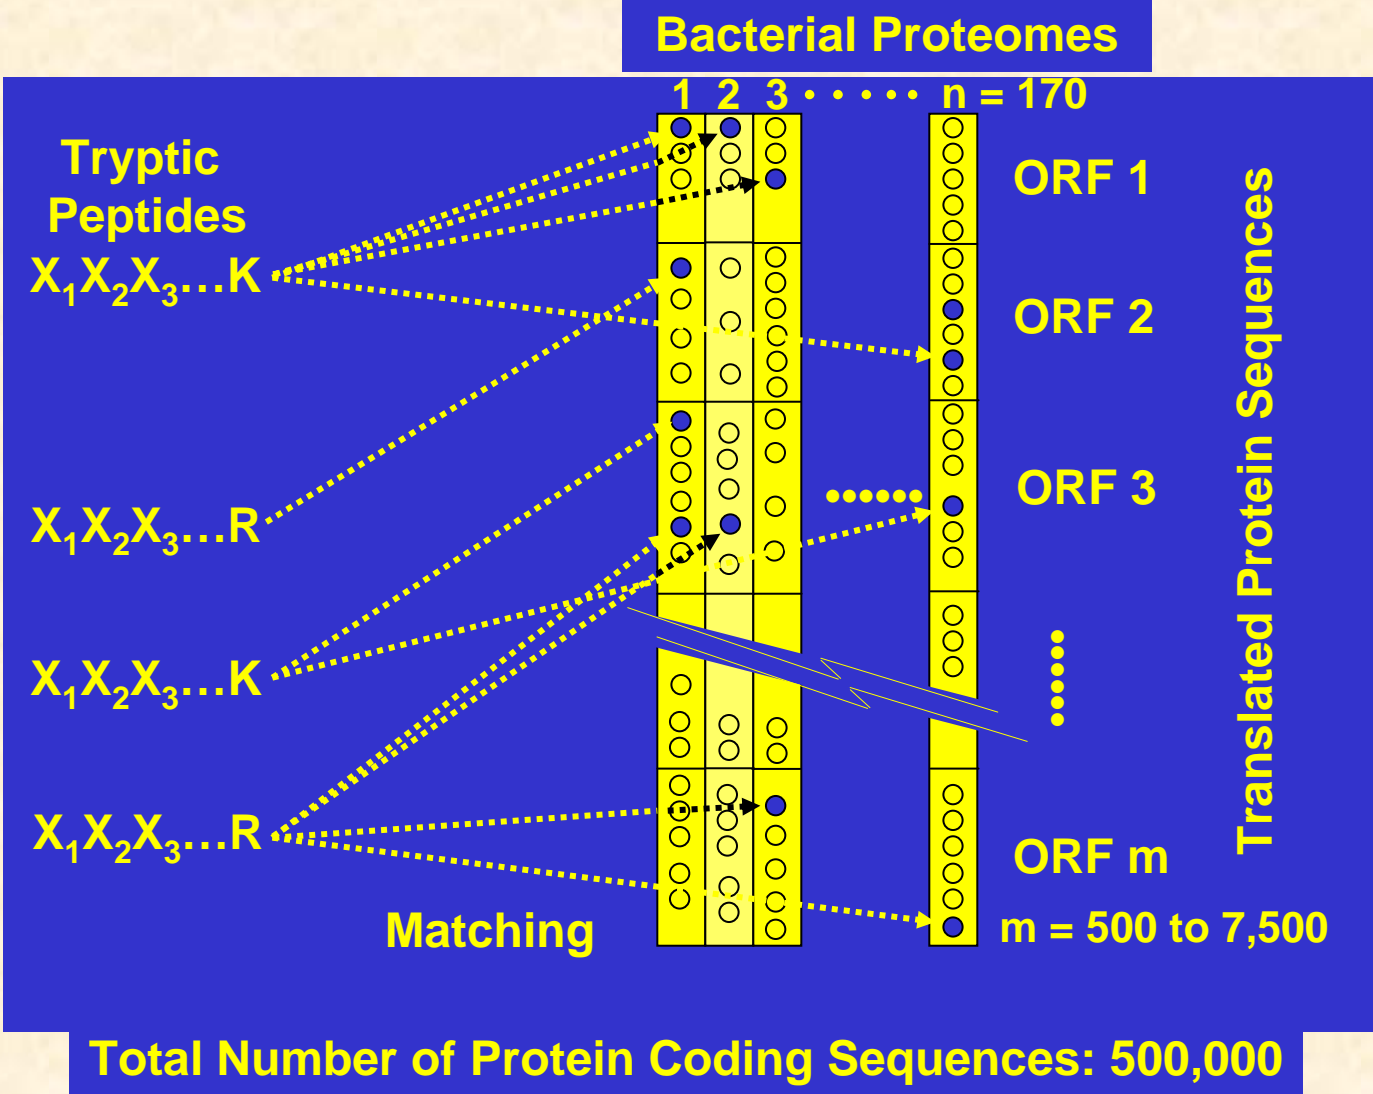 Bacterial Proteomes
1 2 3 • • • • • n = 170
Tryptic
Peptides
X₁X₂X₃...K
X₁X₂X₃...R
X₁X₂X₃...K
X₁X₂X₃...R
Matching
ORF 1
ORF 2
ORF 3
ORF m
m = 500 to 7,500
Translated Protein Sequences
Total Number of Protein Coding Sequences: 500,000